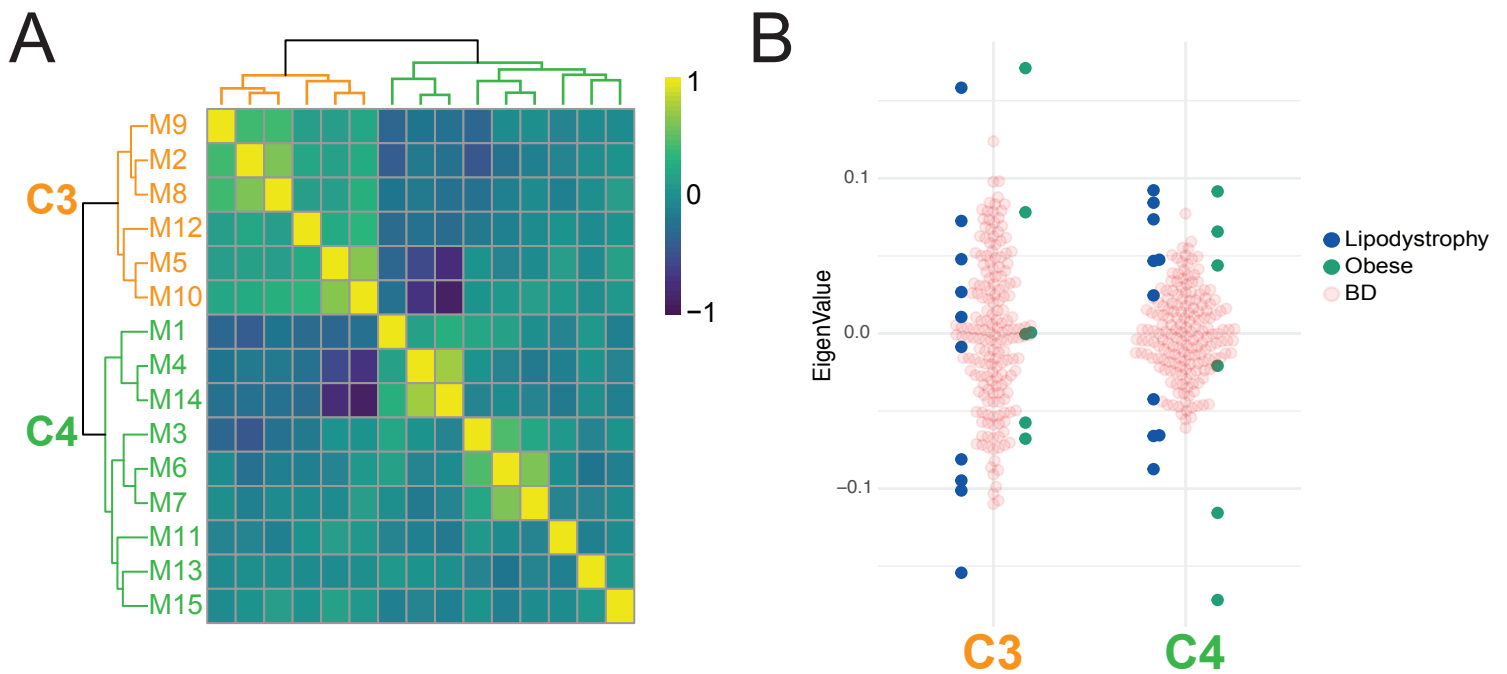 A
C3
C4
M9
M2
M8
M12
M5
M10
M1
M4
M14
M3
M6
M7
M11
M13
M15
1
0
−1
B
EigenValue
0.1
0.0
−0.1
C3
C4
Lipodystrophy
Obese
BD